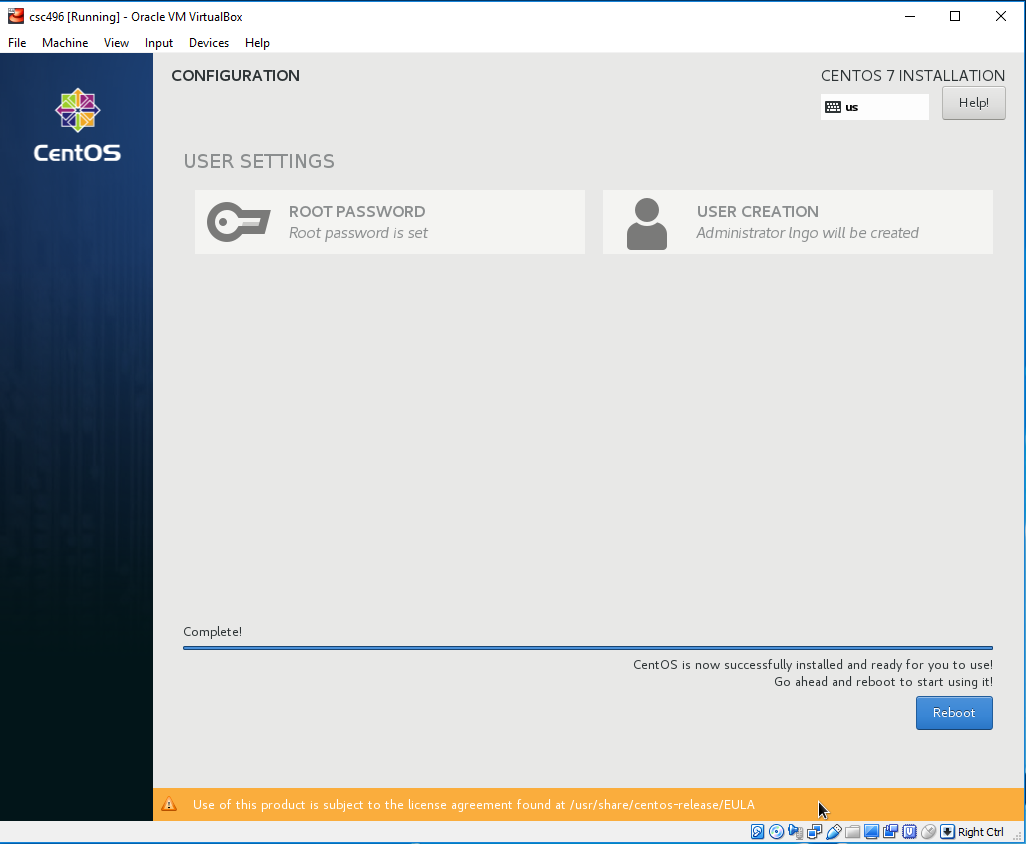 csc496 [Running] - Oracle VM VirtualBox
File Machine View Input Devices Help
CentOS
CONFIGURATION
CENTOS 7 INSTALLATION
us
Help!
USER SETTINGS
ROOT PASSWORD
Root password is set
USER CREATION
Administrator lngo will be created
Complete!
CentOS is now successfully installed and ready for you to use!
Go ahead and reboot to start using it!
Reboot
Use of this product is subject to the license agreement found at /usr/share/centos-release/EULA
Right Ctrl